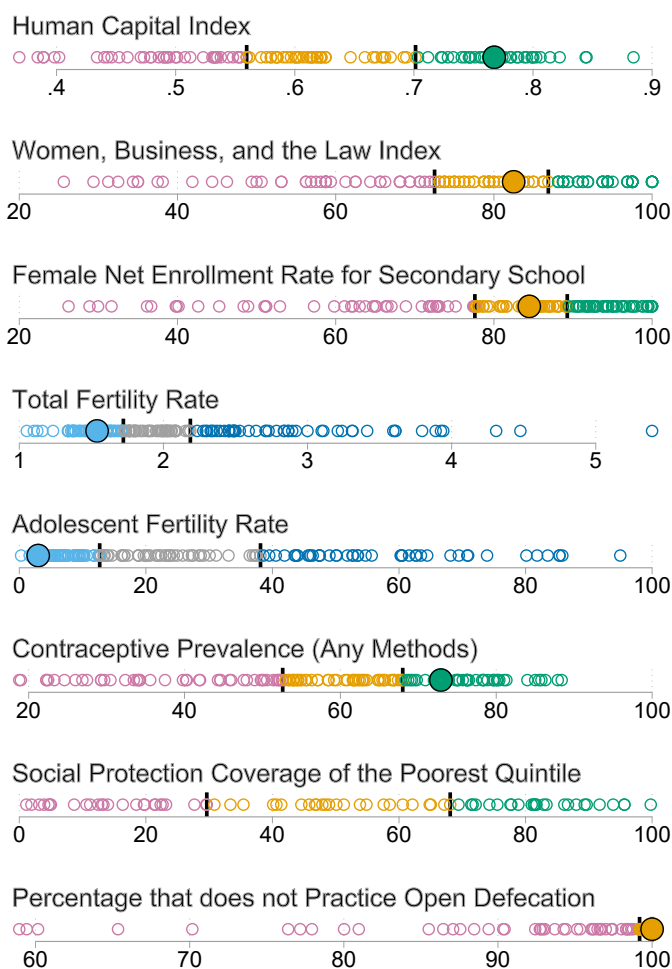 Human Capital Index
.4 .5 .6 .7 .8 .9
Women, Business, and the Law Index
20 40 60 80 100
Female Net Enrollment Rate for Secondary School
20 40 60 80 100
Total Fertility Rate
1 2 3 4 5
Adolescent Fertility Rate
0 20 40 60 80 100
Contraceptive Prevalence (Any Methods)
20 40 60 80 100
Social Protection Coverage of the Poorest Quintile
0 20 40 60 80 100
Percentage that does not Practice Open Defecation
60 70 80 90 100